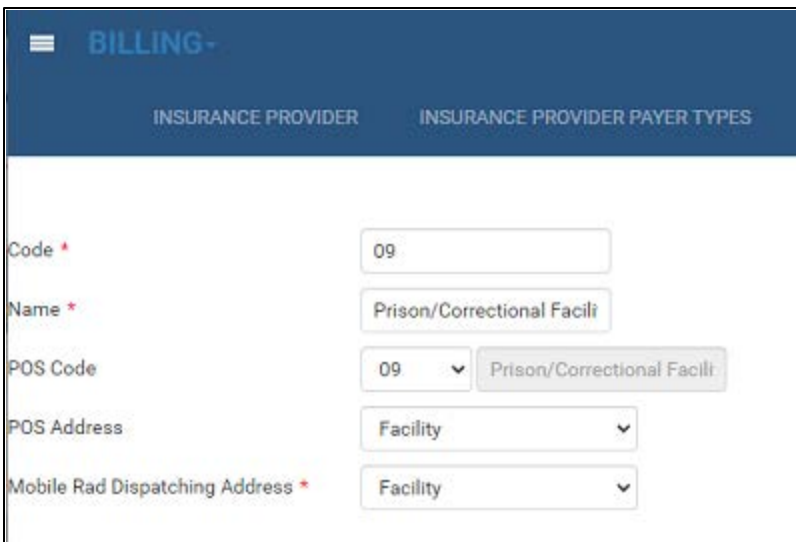 BILLING-
INSURANCE PROVIDER INSURANCE PROVIDER PAYER TYPES
Code * 09
Name * Prison/Correctional Facili
POS Code 09 Prison/Correctional Facili
POS Address Facility
Mobile Rad Dispatching Address * Facility